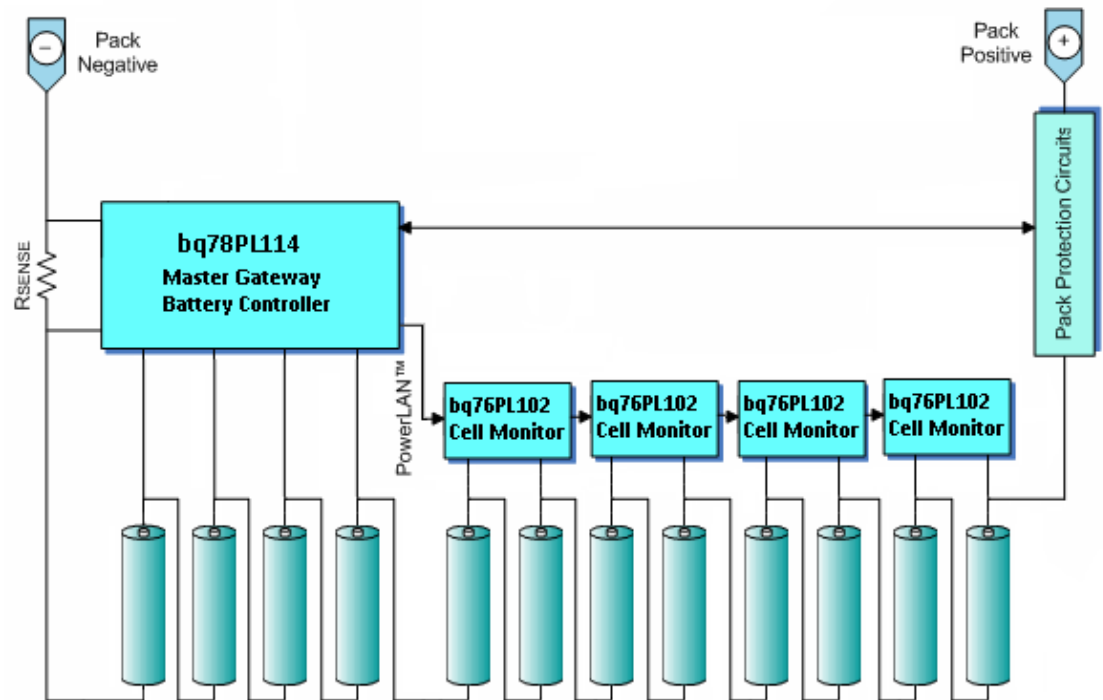 Pack
Negative
Pack
Positive
Pack Protection Circuits
bq78PL114
Master Gateway
Battery Controller
RSENSE
PowerLAN™
bq76PL102
Cell Monitor
bq76PL102
Cell Monitor
bq76PL102
Cell Monitor
bq76PL102
Cell Monitor